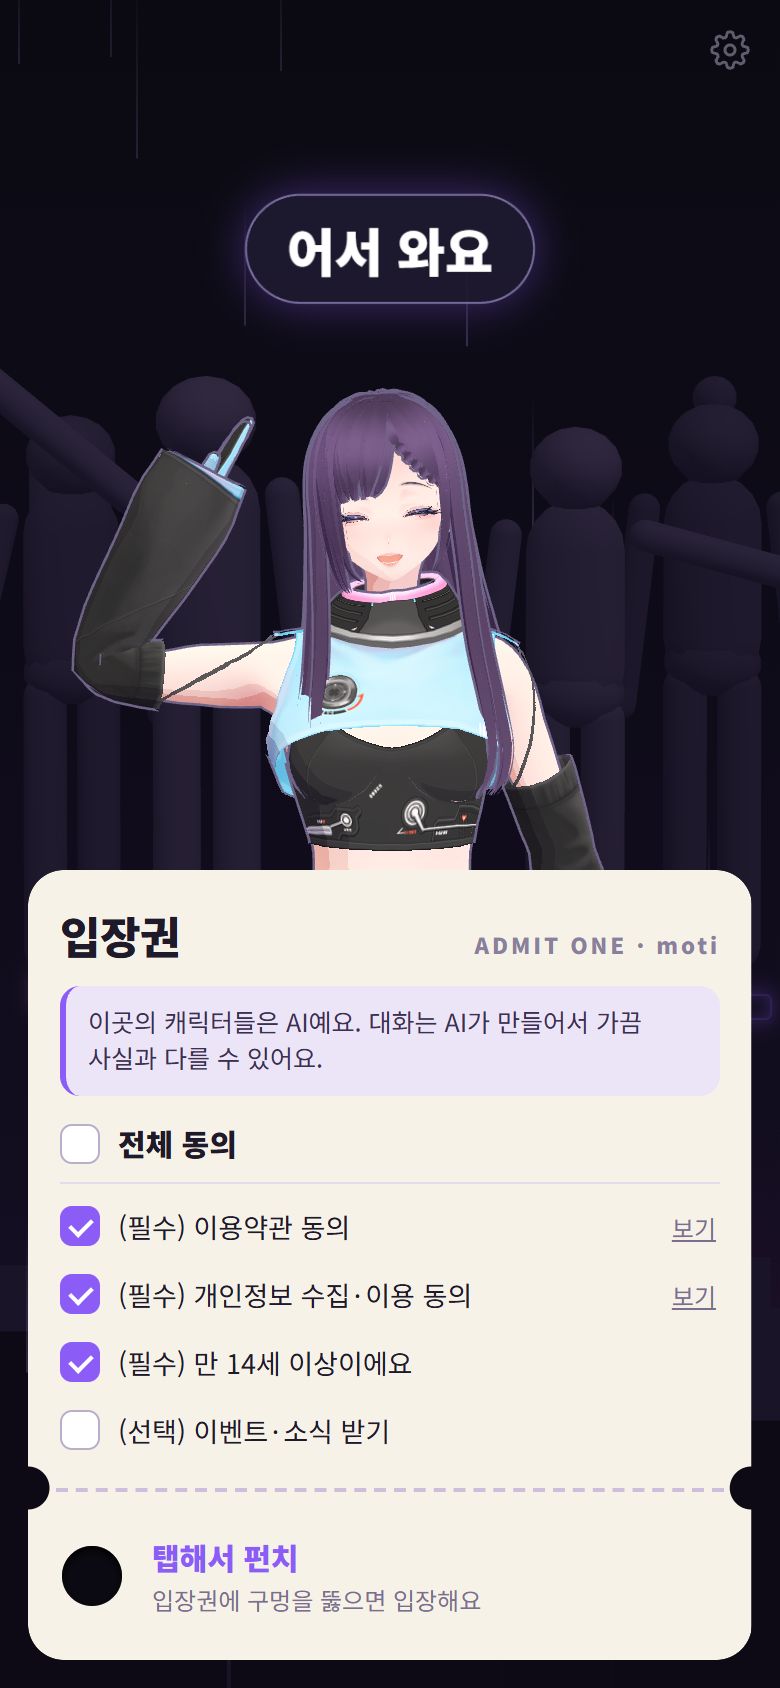 어서 와요
입장권
ADMIT ONE · moti
이곳의 캐릭터들은 AI예요. 대화는 AI가 만들어서 가끔
사실과 다를 수 있어요.
전체 동의
(필수) 이용약관 동의 보기
(필수) 개인정보 수집·이용 동의 보기
(필수) 만 14세 이상이에요
(선택) 이벤트·소식 받기
탭해서 펀치
입장권에 구멍을 뚫으면 입장해요